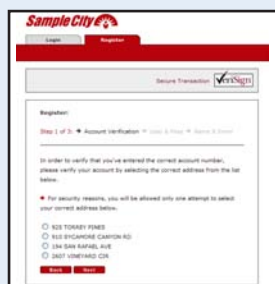 SampleCity
Login Register
Secure Transaction VeriSign
Register:
Step 1 of 3: Account Verification
In order to verify that you've entered the correct account number,
please verify your account by selecting the correct address from the list
below.
For security reasons, you will be allowed only one attempt to select
your correct address below.
925 TORREY PINES
910 SYCAMORE CANYON RD
194 SAN RAFAEL AVE
2607 VINEYARD CIR
Back Next